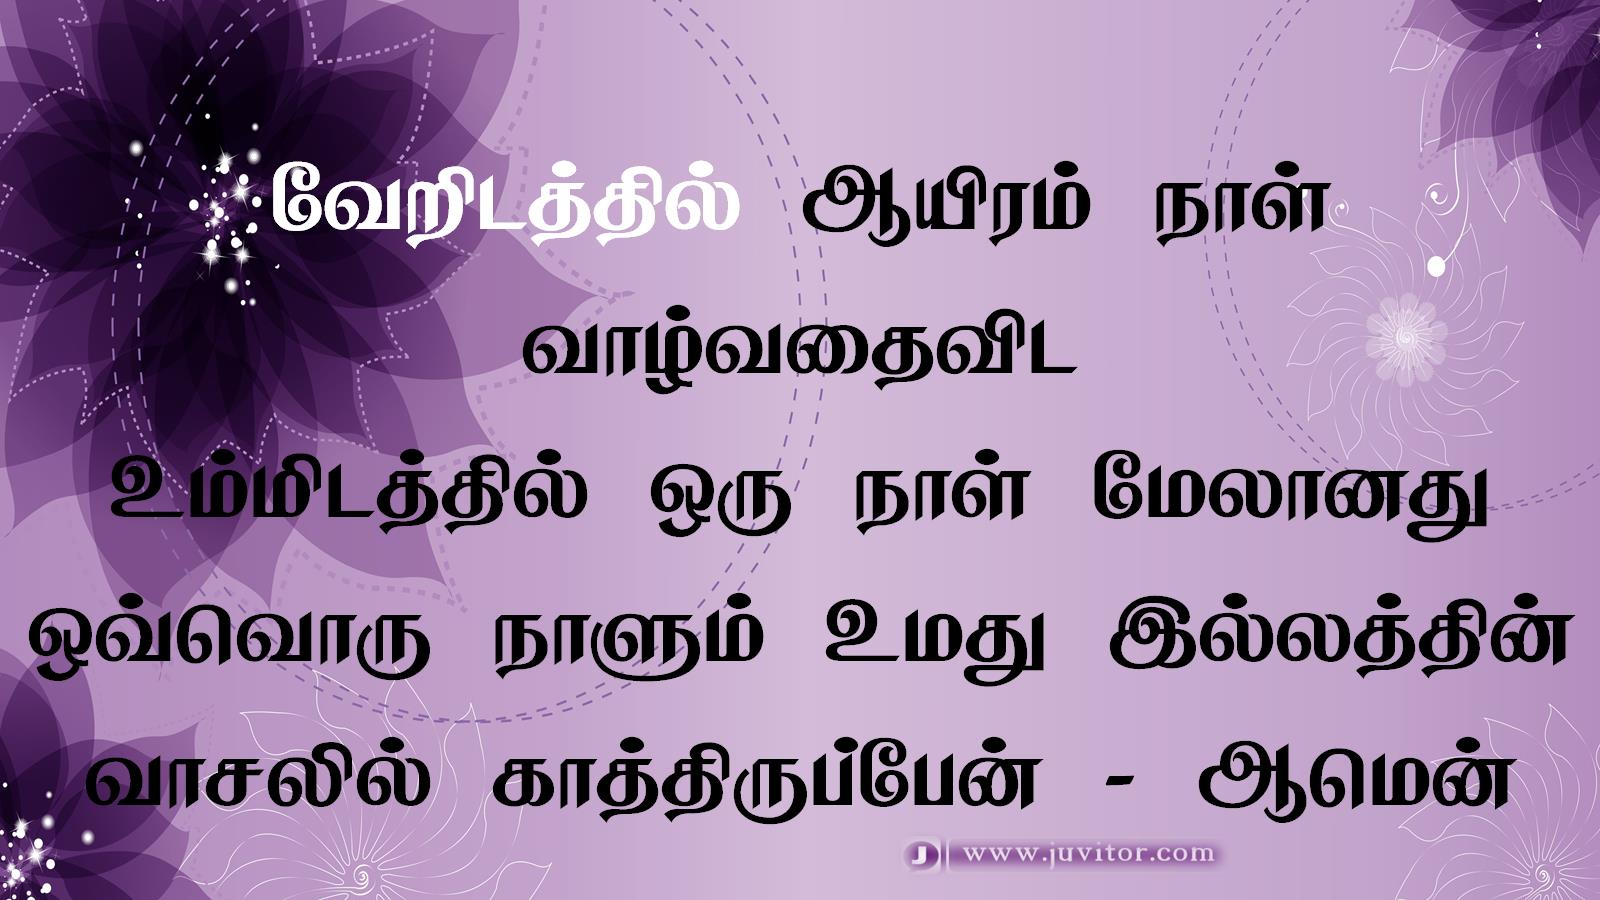 வேறிடத்தில் ஆயிரம் நாள்
வாழ்வதைவிட
உம்மிடத்தில் ஒரு நாள் மேலானது
ஒவ்வொரு நாளும் உமது இல்லத்தின்
வாசலில் காத்திருப்பேன் - ஆமென்
J www.juvitor.com